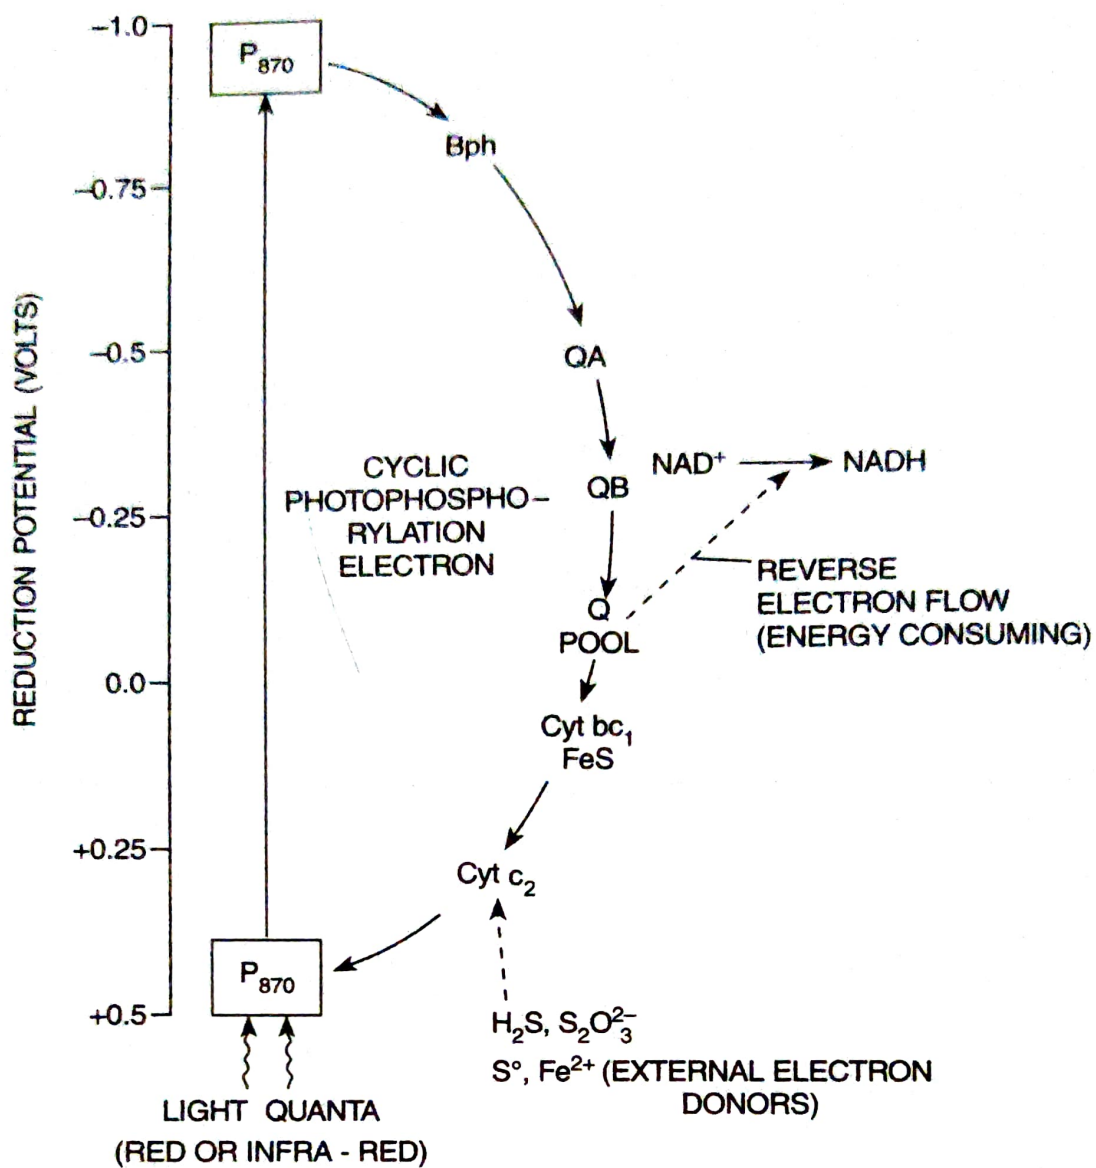 REDUCTION POTENTIAL (VOLTS)
–1.0
–0.75
–0.5
–0.25
0.0
+0.25
+0.5
P870
Bph
QA
QB
NAD⁺
NADH
CYCLIC
PHOTOPHOSPHO–
RYLATION
ELECTRON
REVERSE
ELECTRON FLOW
(ENERGY CONSUMING)
Q
POOL
Cyt bc₁
FeS
Cyt c₂
P870
H₂S, S₂O₃²⁻
S°, Fe²⁺ (EXTERNAL ELECTRON
DONORS)
LIGHT QUANTA
(RED OR INFRA - RED)